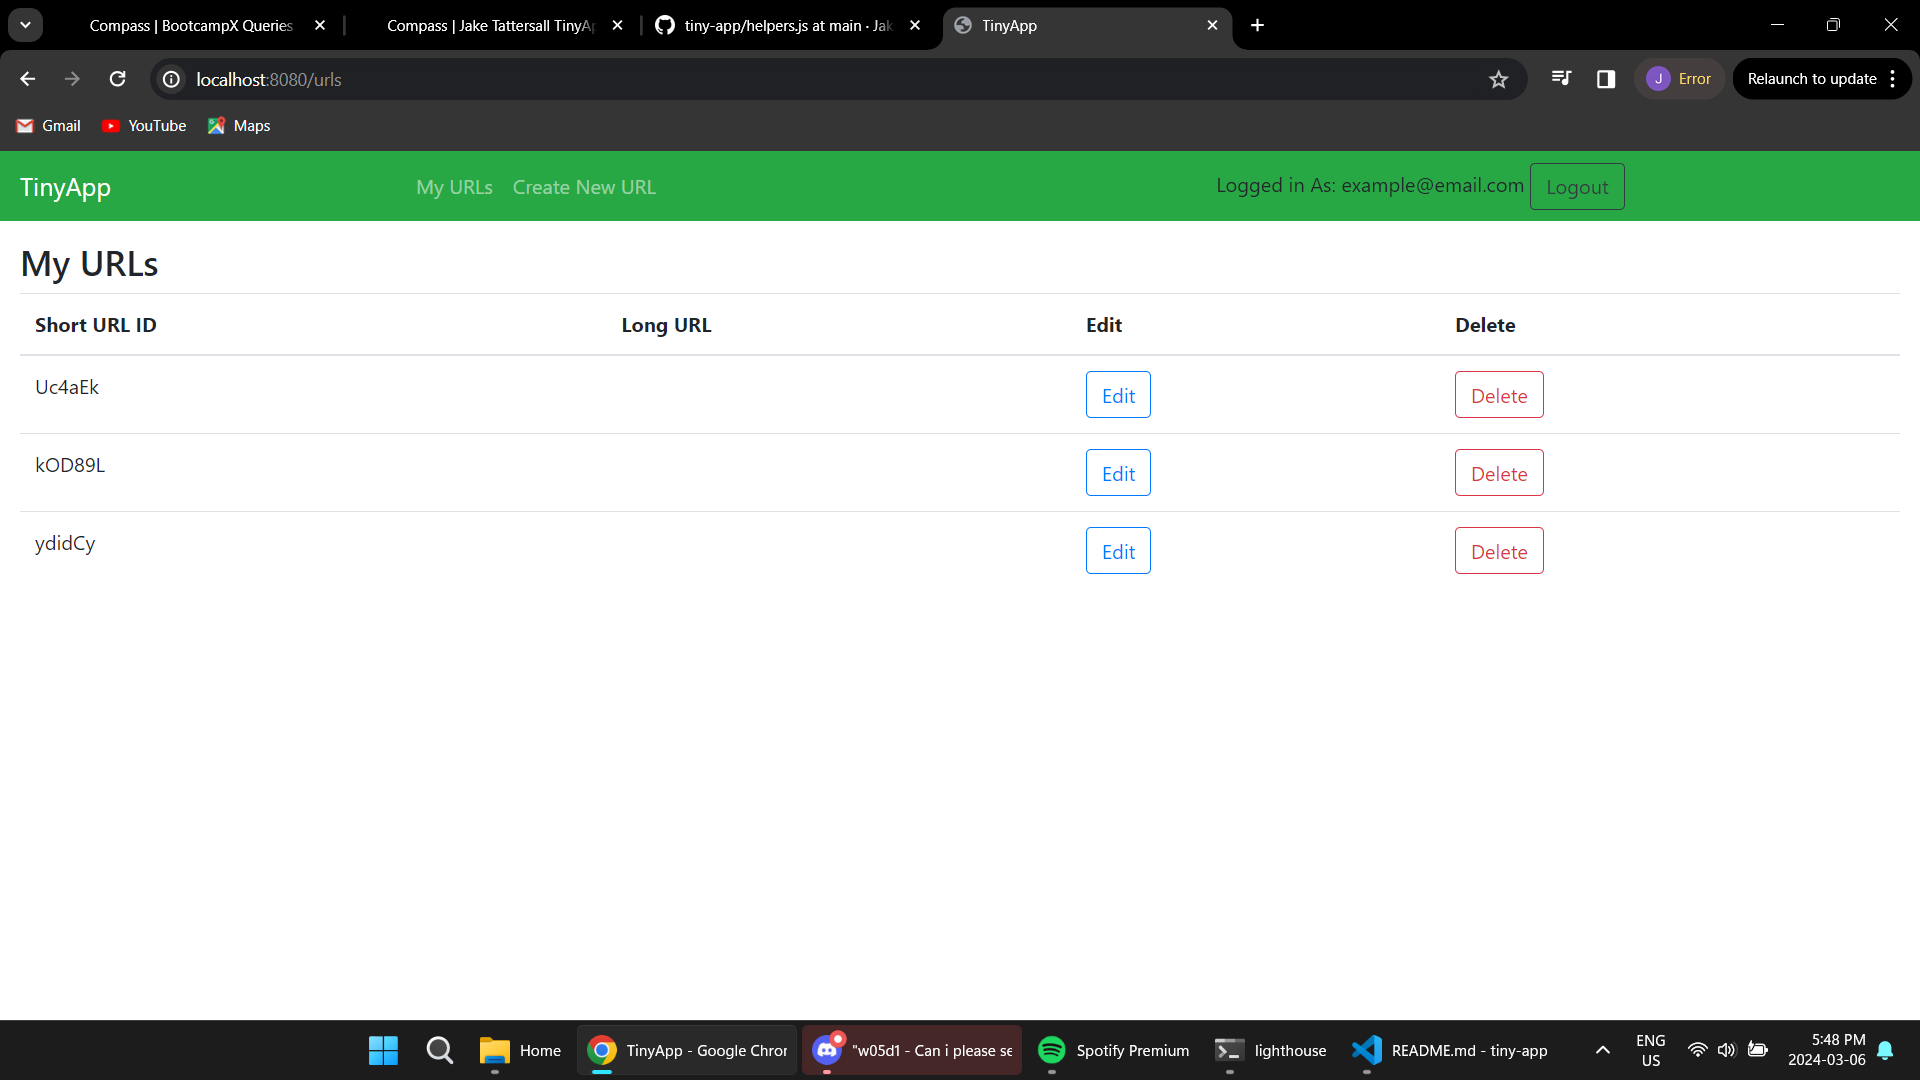 Compass | BootcampX Queries
Compass | Jake Tattersall TinyAp
tiny-app/helpers.js at main · Jak
TinyApp
localhost:8080/urls
J
Error
Relaunch to update
Gmail
YouTube
Maps
TinyApp
My URLs
Create New URL
Logged in As: example@email.com
Logout
My URLs
Short URL ID
Long URL
Edit
Delete
Uc4aEk
Edit
Delete
kOD89L
Edit
Delete
ydidCy
Edit
Delete
Home
TinyApp - Google Chror
"w05d1 - Can i please se
Spotify Premium
lighthouse
README.md - tiny-app
ENG
US
5:48 PM
2024-03-06